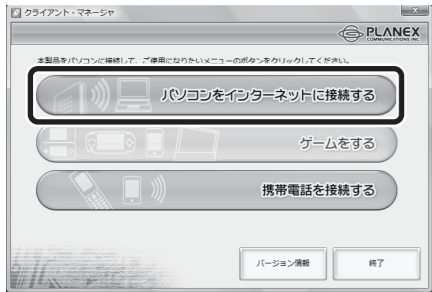 クライアント・マネージャ
PLANEX
COMMUNICATIONS INC.
本製品をパソコンに接続して、ご使用になりたいメニューのボタンをクリックしてください。
パソコンをインターネットに接続する
ゲームをする
携帯電話を接続する
バージョン情報
終了